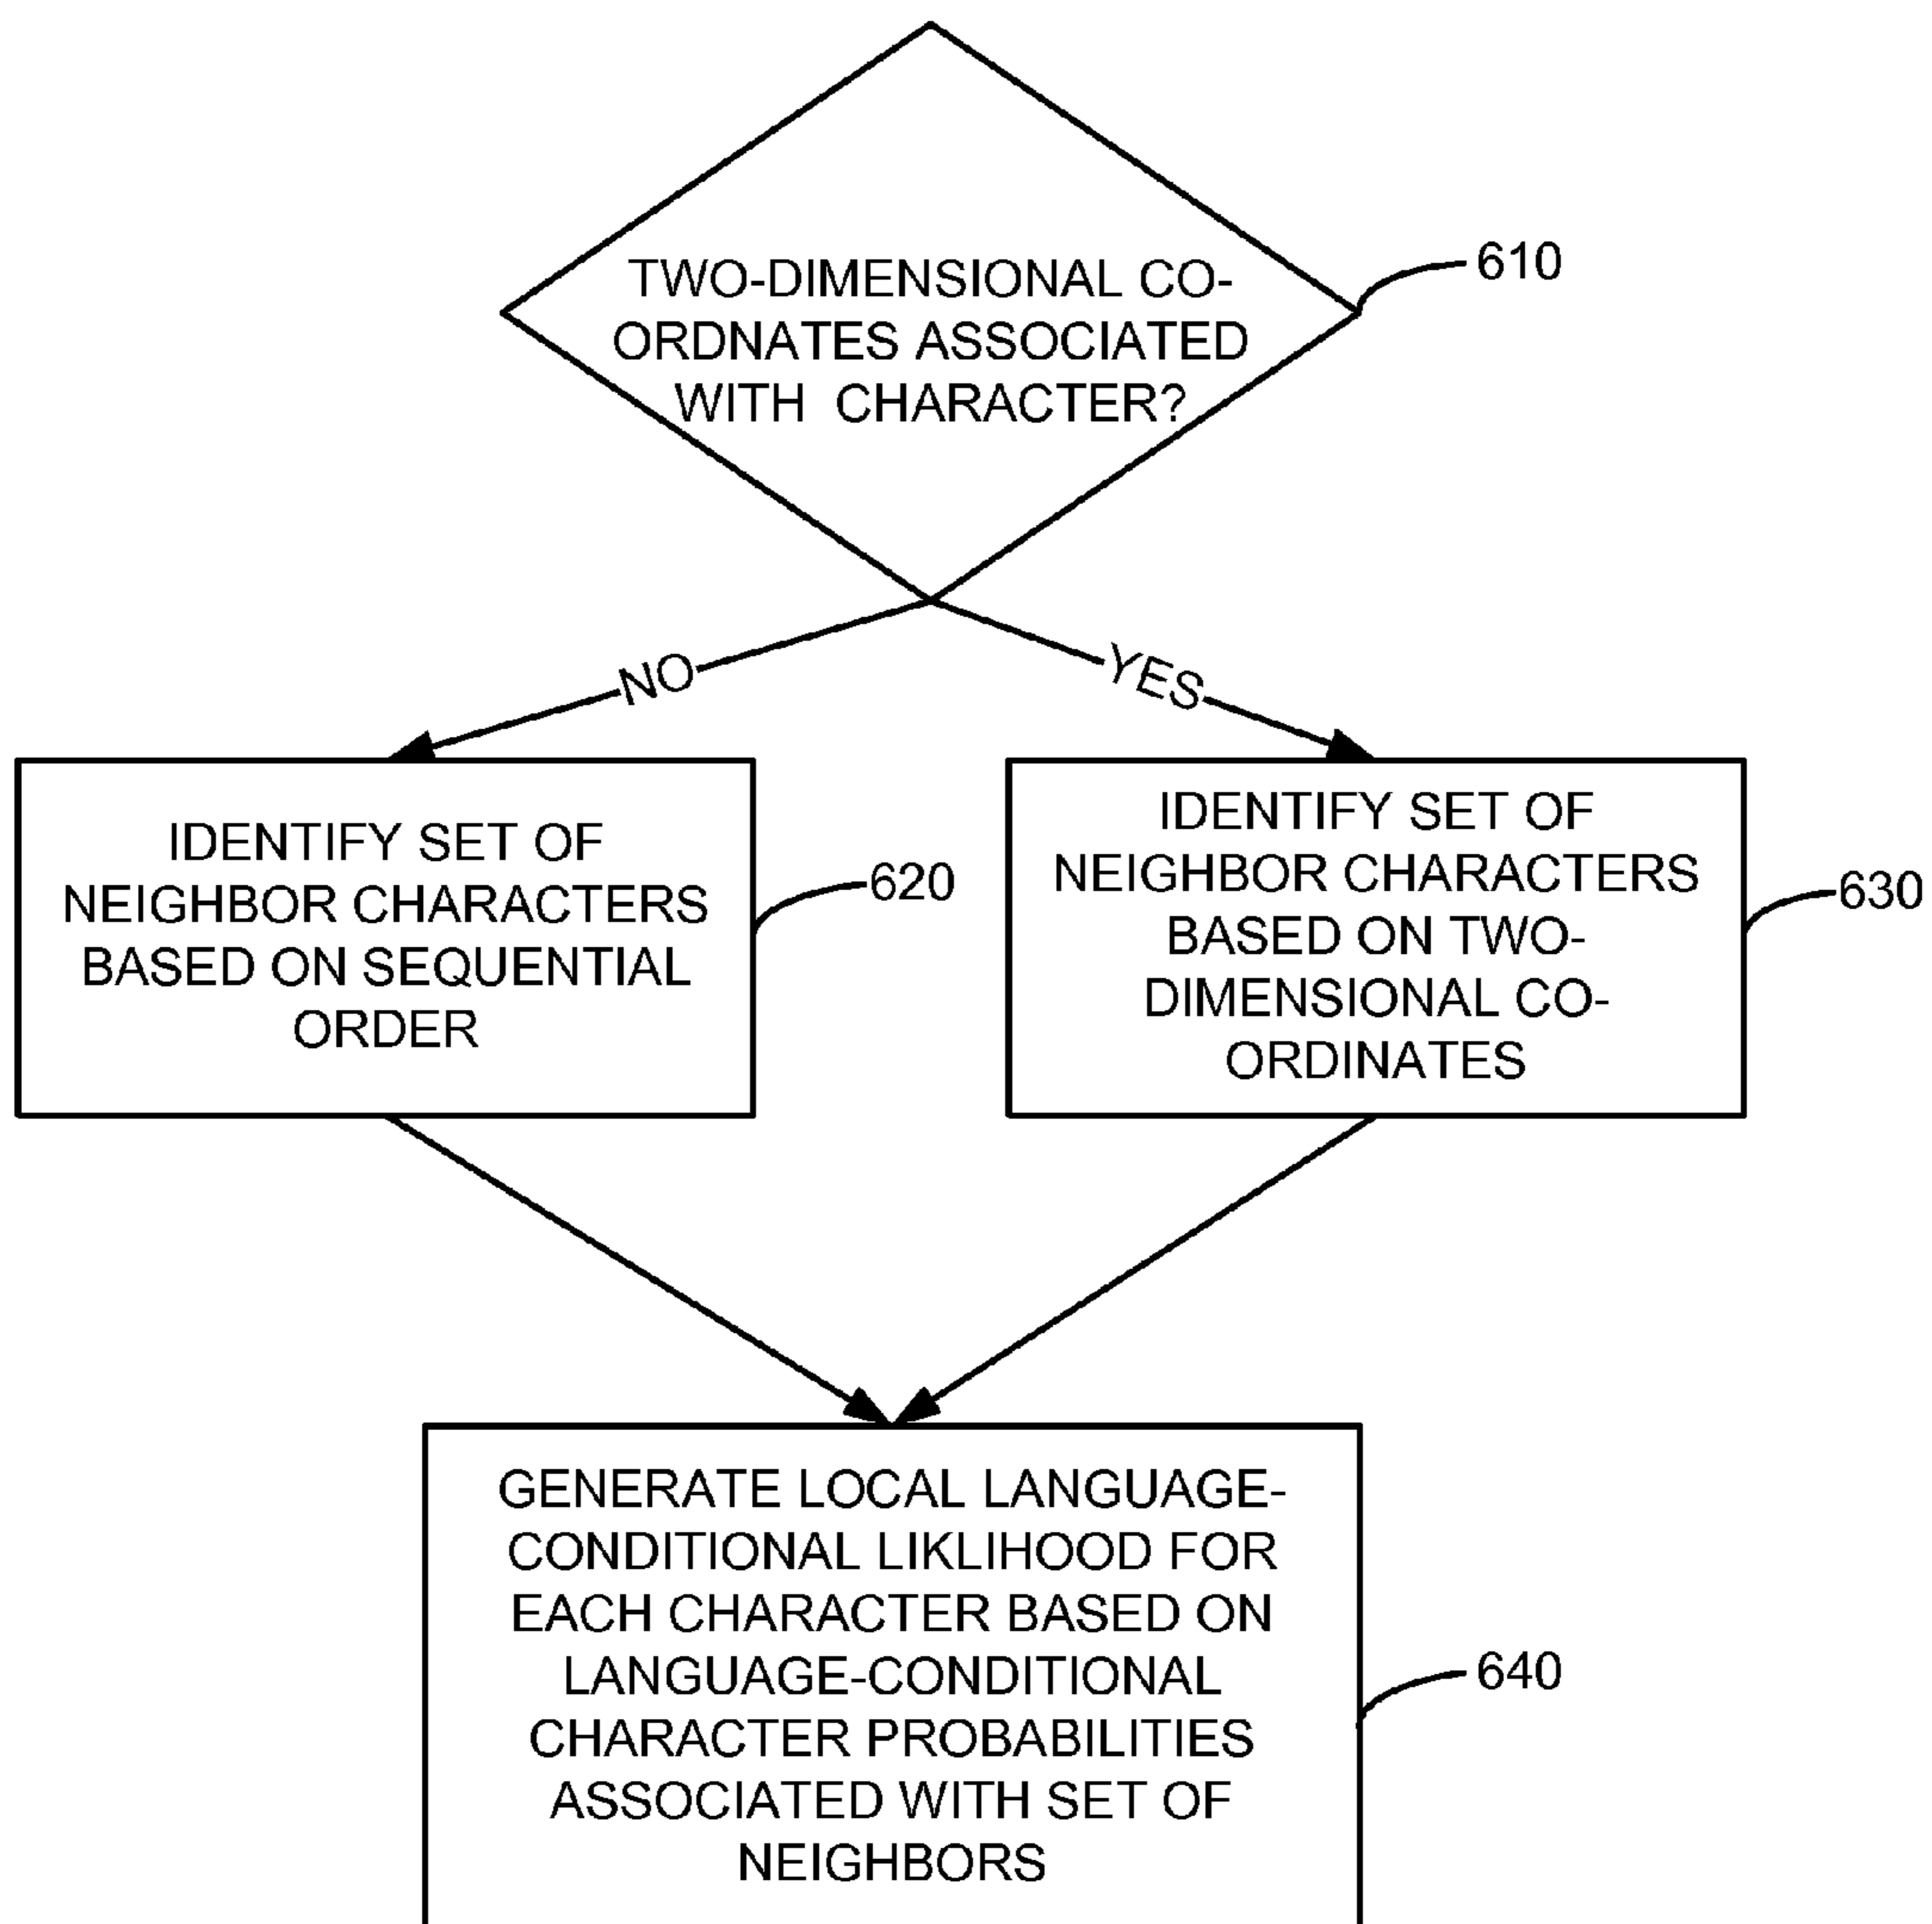 TWO-DIMENSIONAL CO-
ORDNATES ASSOCIATED
WITH CHARACTER?
610
NO
YES
IDENTIFY SET OF
NEIGHBOR CHARACTERS
BASED ON SEQUENTIAL
ORDER
620
IDENTIFY SET OF
NEIGHBOR CHARACTERS
BASED ON TWO-
DIMENSIONAL CO-
ORDINATES
630
GENERATE LOCAL LANGUAGE-
CONDITIONAL LIKLIHOOD FOR
EACH CHARACTER BASED ON
LANGUAGE-CONDITIONAL
CHARACTER PROBABILITIES
ASSOCIATED WITH SET OF
NEIGHBORS
640